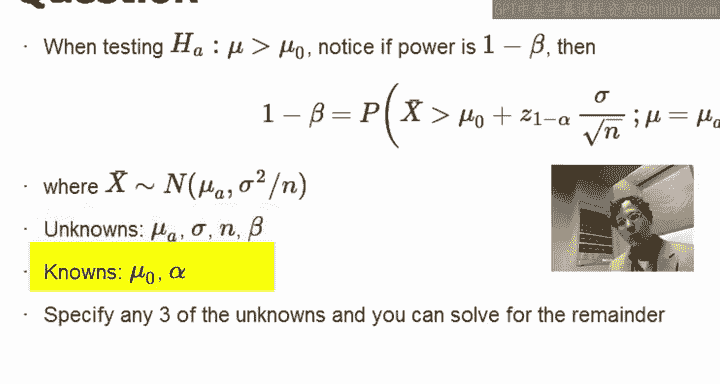 Question
· When testing Hₐ : μ > μ₀, notice if power is 1 − β, then
1 − β = P( X̄ > μ₀ + z₁₋α σ/√n ; μ = μₐ
· where X̄ ∼ N(μₐ, σ²/n)
· Unknowns: μₐ, σ, n, β
· Knowns: μ₀, α
· Specify any 3 of the unknowns and you can solve for the remainder